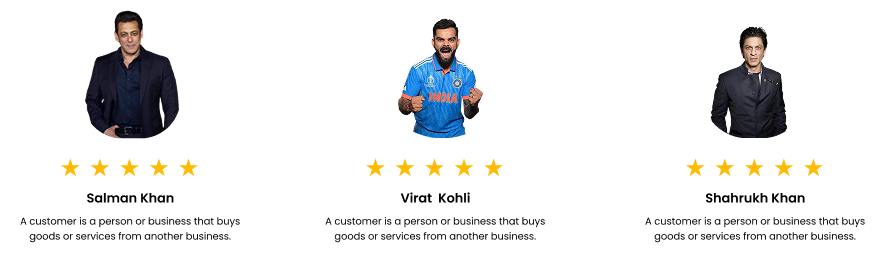 INDIA
Salman Khan
A customer is a person or business that buys
goods or services from another business.
Virat Kohli
A customer is a person or business that buys
goods or services from another business.
Shahrukh Khan
A customer is a person or business that buys
goods or services from another business.